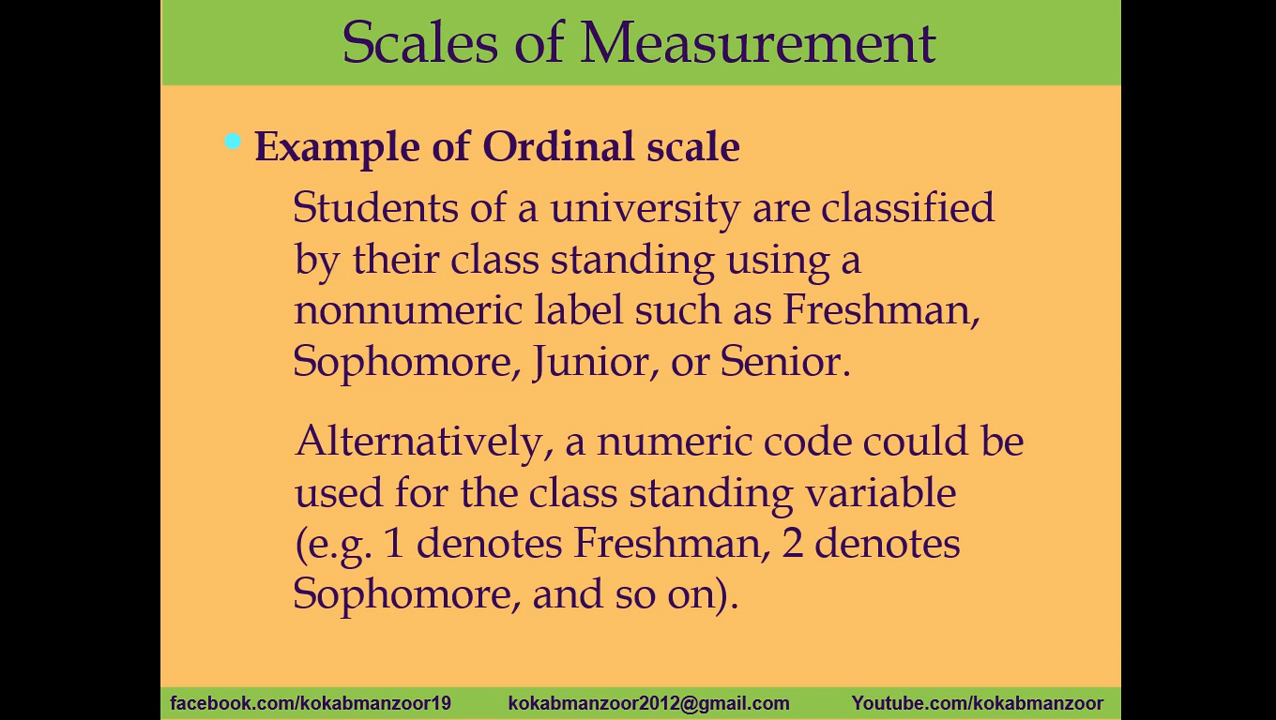 Scales of Measurement
Example of Ordinal scale
Students of a university are classified
by their class standing using a
nonnumeric label such as Freshman,
Sophomore, Junior, or Senior.
Alternatively, a numeric code could be
used for the class standing variable
(e.g. 1 denotes Freshman, 2 denotes
Sophomore, and so on).
facebook.com/kokabmanzoor19 kokabmanzoor2012@gmail.com Youtube.com/kokabmanzoor